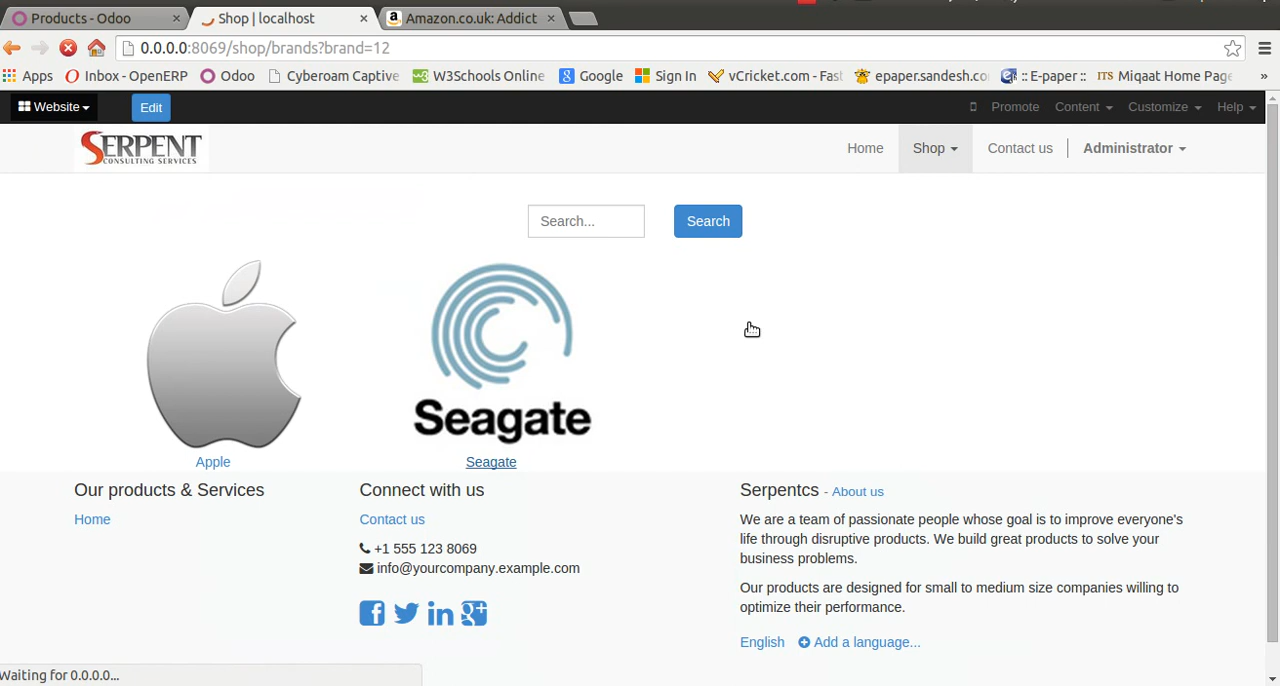 Products - Odoo × Shop | localhost × Amazon.co.uk: Addict ×
0.0.0.0:8069/shop/brands?brand=12
Apps Inbox - OpenERP Odoo Cyberoam Captive W3Schools Online Google Sign In vCricket.com - Fast epaper.sandesh.co :: E-paper :: ITS Miqaat Home Page »
Website Edit Promote Content Customize Help
SERPENT
CONSULTING SERVICES
Home Shop Contact us Administrator
Search... Search
Seagate
Apple Seagate
Our products & Services
Home
Connect with us
Contact us
+1 555 123 8069
info@yourcompany.example.com
Serpentcs - About us
We are a team of passionate people whose goal is to improve everyone's
life through disruptive products. We build great products to solve your
business problems.
Our products are designed for small to medium size companies willing to
optimize their performance.
English Add a language...
Waiting for 0.0.0.0...